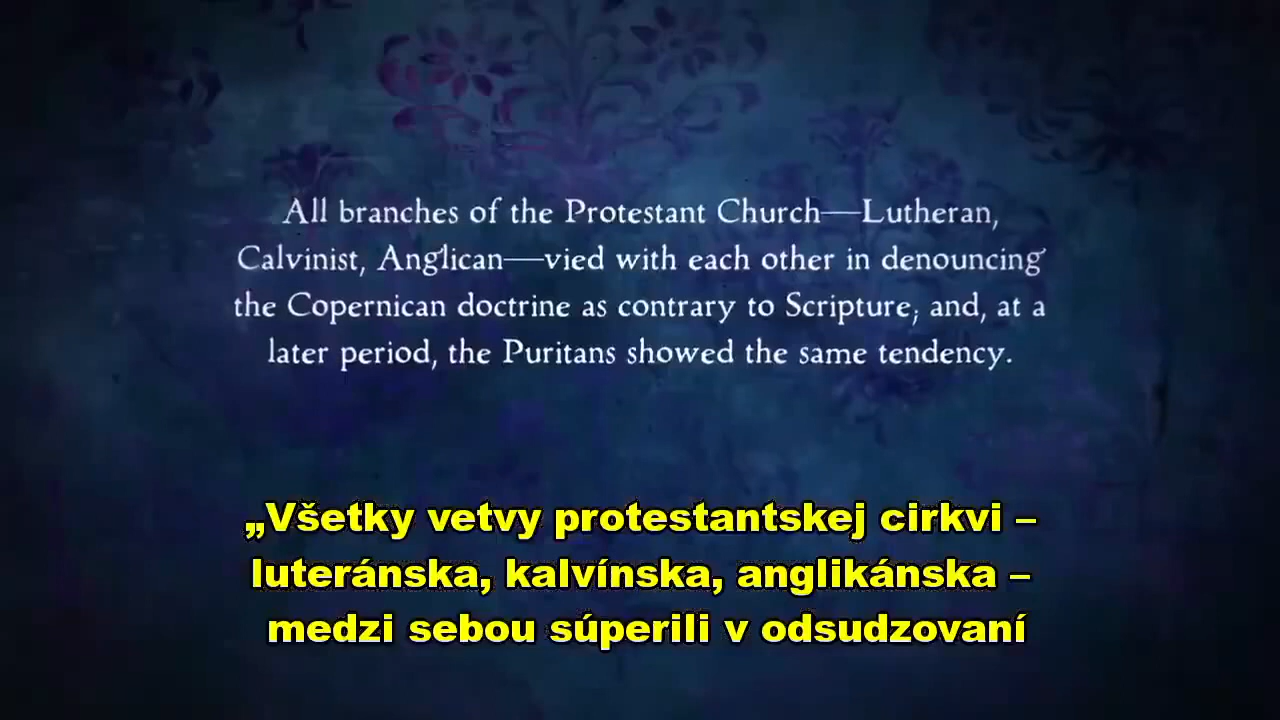 All branches of the Protestant Church—Lutheran,
Calvinist, Anglican—vied with each other in denouncing
the Copernican doctrine as contrary to Scripture; and, at a
later period, the Puritans showed the same tendency.
„Všetky vetvy protestantskej cirkvi –
luteránska, kalvínska, anglikánska –
medzi sebou súperili v odsudzovaní